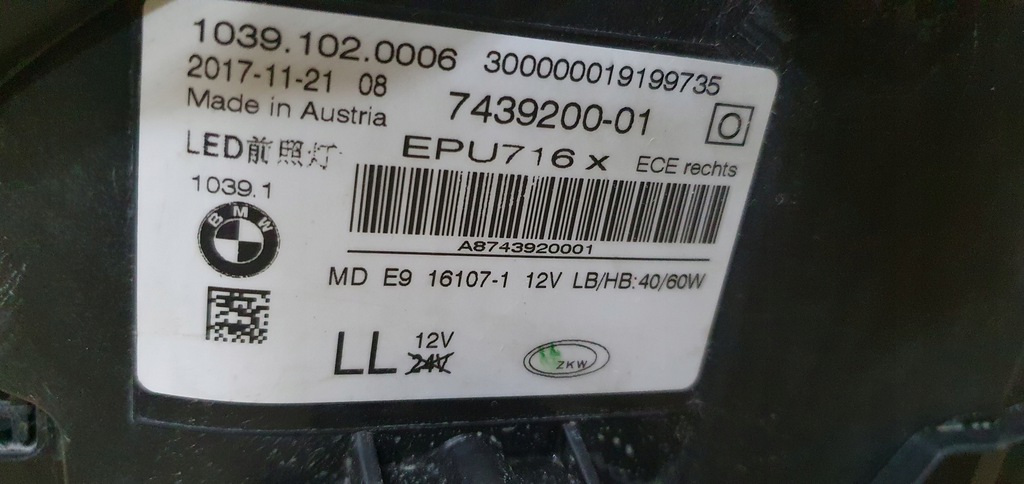 1039.102.0006 300000019199735
2017-11-21 08
7439200-01
Made in Austria
LED前照灯
EPU716 x ECE rechts
1039.1
BMW
A8743920001
MD E9 16107-1 12V LB/HB: 40/60W
LL 12V
24V
ZKW